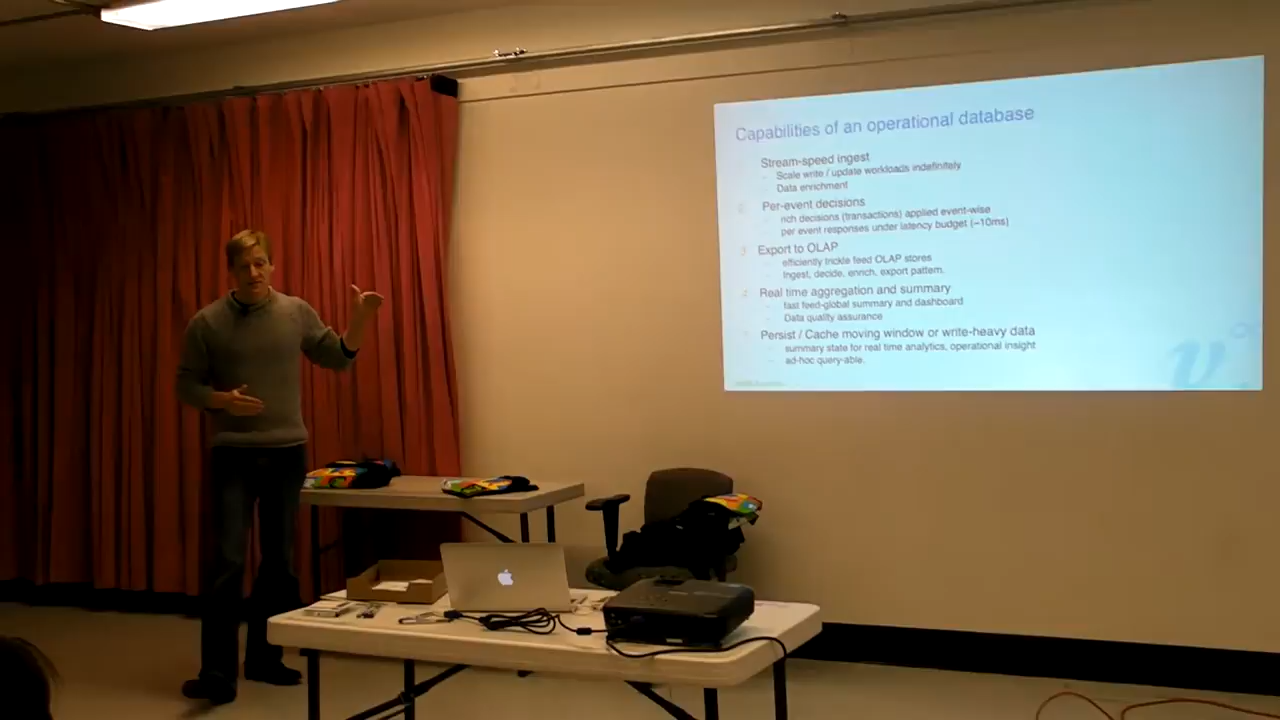 Capabilities of an operational database
Stream-speed ingest
- Scale write / update workloads indefinitely
- Data enrichment
2 Per-event decisions
- rich decisions (transactions) applied event-wise
- per event responses under latency budget (~10ms)
3 Export to OLAP
- efficiently trickle feed OLAP stores
- Ingest, decide, enrich, export pattern.
4 Real time aggregation and summary
- fast feed-global summary and dashboard
- Data quality assurance
Persist / Cache moving window or write-heavy data
- summary state for real time analytics, operational insight
- ad-hoc query-able.